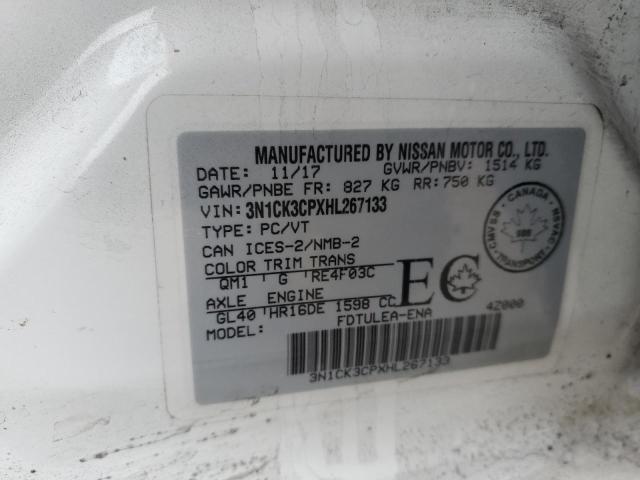 MANUFACTURED BY NISSAN MOTOR CO., LTD.
DATE: 11/17 GVWR/PNBV: 1514 KG
GAWR/PNBE FR: 827 KG RR: 750 KG
VIN: 3N1CK3CPXHL267133
TYPE: PC/VT
CAN ICES-2/NMB-2
COLOR TRIM TRANS
QM1 G RE4F03C
AXLE ENGINE
GL40 HR16DE 1598 CC
EC
4Z000
MODEL: FDTULEA-ENA
3N1CK3CPXHL267133
CANADA
CMVSS
NSVAC
TRANSPORT